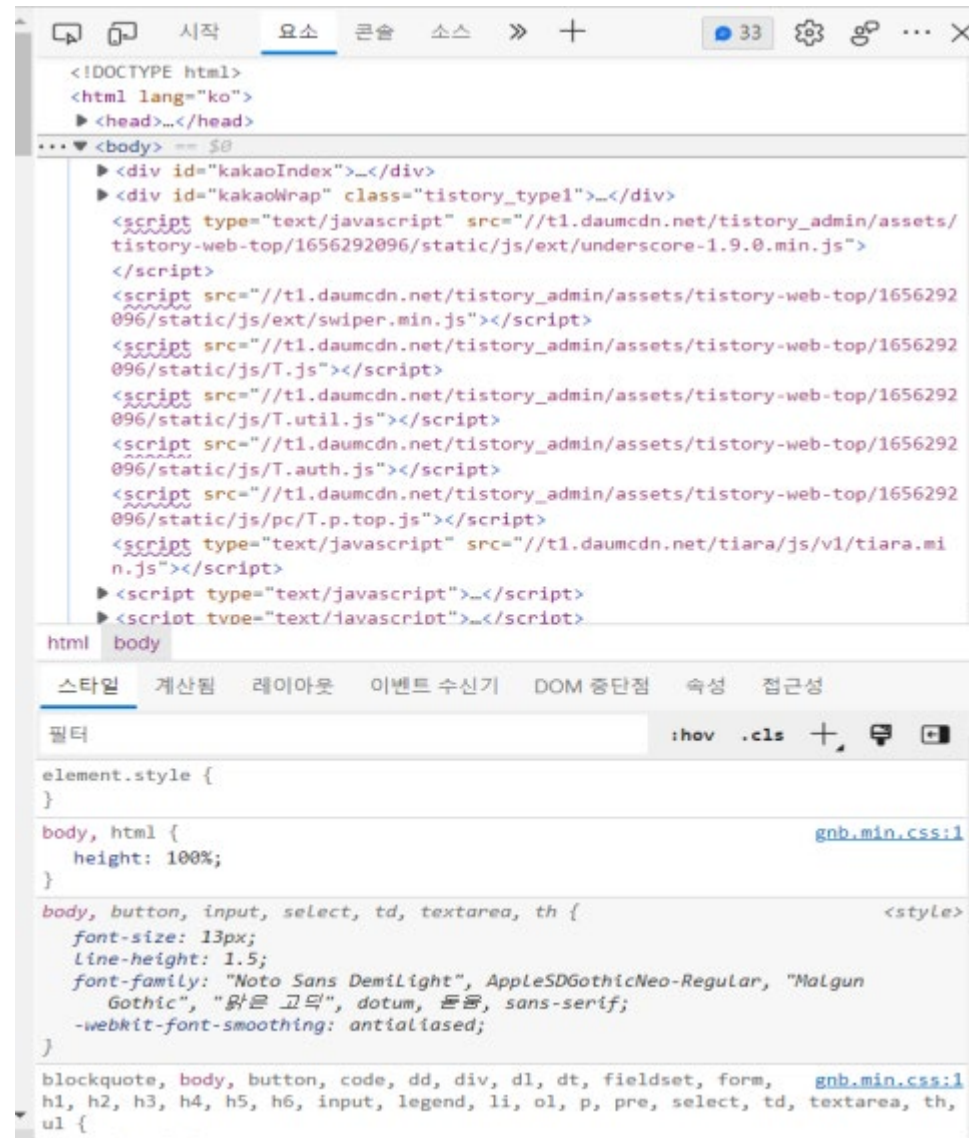 시작 요소 콘솔 소스 » + 33 ··· ×
<!DOCTYPE html>
<html lang="ko">
▶ <head>…</head>
··· ▼ <body> == $0
▶ <div id="kakaoIndex">…</div>
▶ <div id="kakaoWrap" class="tistory_type1">…</div>
<script type="text/javascript" src="//t1.daumcdn.net/tistory_admin/assets/
tistory-web-top/1656292096/static/js/ext/underscore-1.9.0.min.js">
</script>
<script src="//t1.daumcdn.net/tistory_admin/assets/tistory-web-top/1656292
096/static/js/ext/swiper.min.js"></script>
<script src="//t1.daumcdn.net/tistory_admin/assets/tistory-web-top/1656292
096/static/js/T.js"></script>
<script src="//t1.daumcdn.net/tistory_admin/assets/tistory-web-top/1656292
096/static/js/T.util.js"></script>
<script src="//t1.daumcdn.net/tistory_admin/assets/tistory-web-top/1656292
096/static/js/T.auth.js"></script>
<script src="//t1.daumcdn.net/tistory_admin/assets/tistory-web-top/1656292
096/static/js/pc/T.p.top.js"></script>
<script type="text/javascript" src="//t1.daumcdn.net/tiara/js/v1/tiara.mi
n.js"></script>
▶ <script type="text/javascript">…</script>
▶ <script type="text/javascript">…</script>
html body
스타일 계산됨 레이아웃 이벤트 수신기 DOM 중단점 속성 접근성
필터 :hov .cls +
element.style {
}
body, html { gnb.min.css:1
height: 100%;
}
body, button, input, select, td, textarea, th { <style>
font-size: 13px;
line-height: 1.5;
font-family: "Noto Sans DemiLight", AppleSDGothicNeo-Regular, "Malgun
Gothic", "맑은 고딕", dotum, 돋움, sans-serif;
-webkit-font-smoothing: antialiased;
}
blockquote, body, button, code, dd, div, dl, dt, fieldset, form, gnb.min.css:1
h1, h2, h3, h4, h5, h6, input, legend, li, ol, p, pre, select, td, textarea, th,
ul {